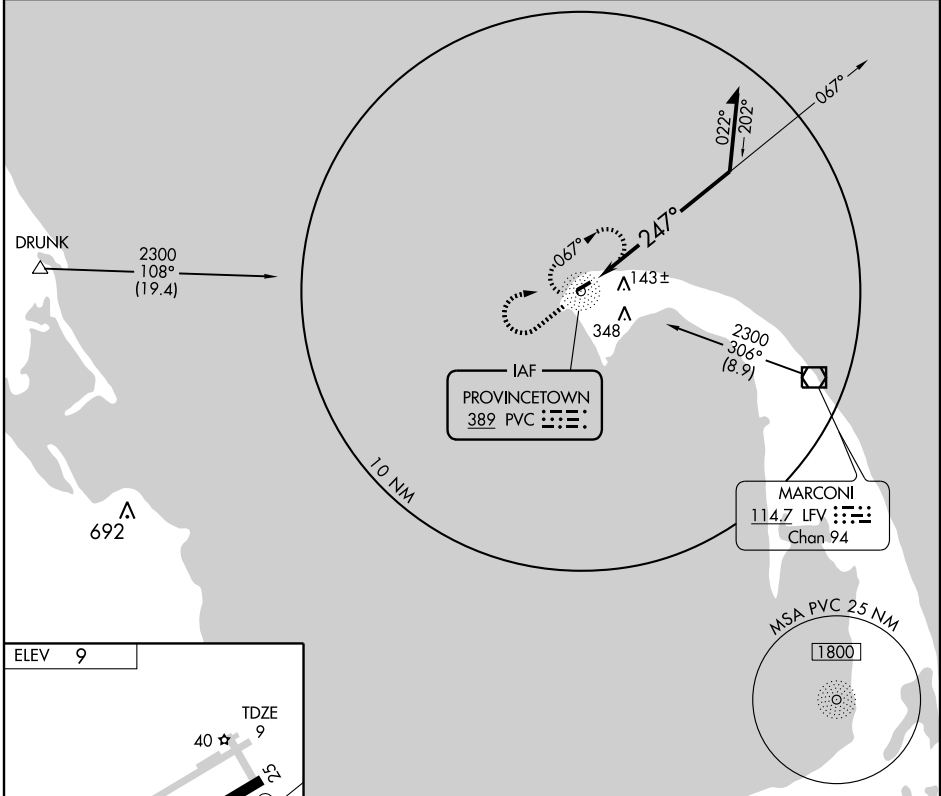 067°
022°
202°
247°
067°
DRUNK
2300
108°
(19.4)
143±
348
2300
306°
(8.9)
IAF
PROVINCETOWN
389 PVC
10 NM
MARCONI
114.7 LFV
Chan 94
692
MSA PVC 25 NM
1800
ELEV 9
TDZE
9
40
25